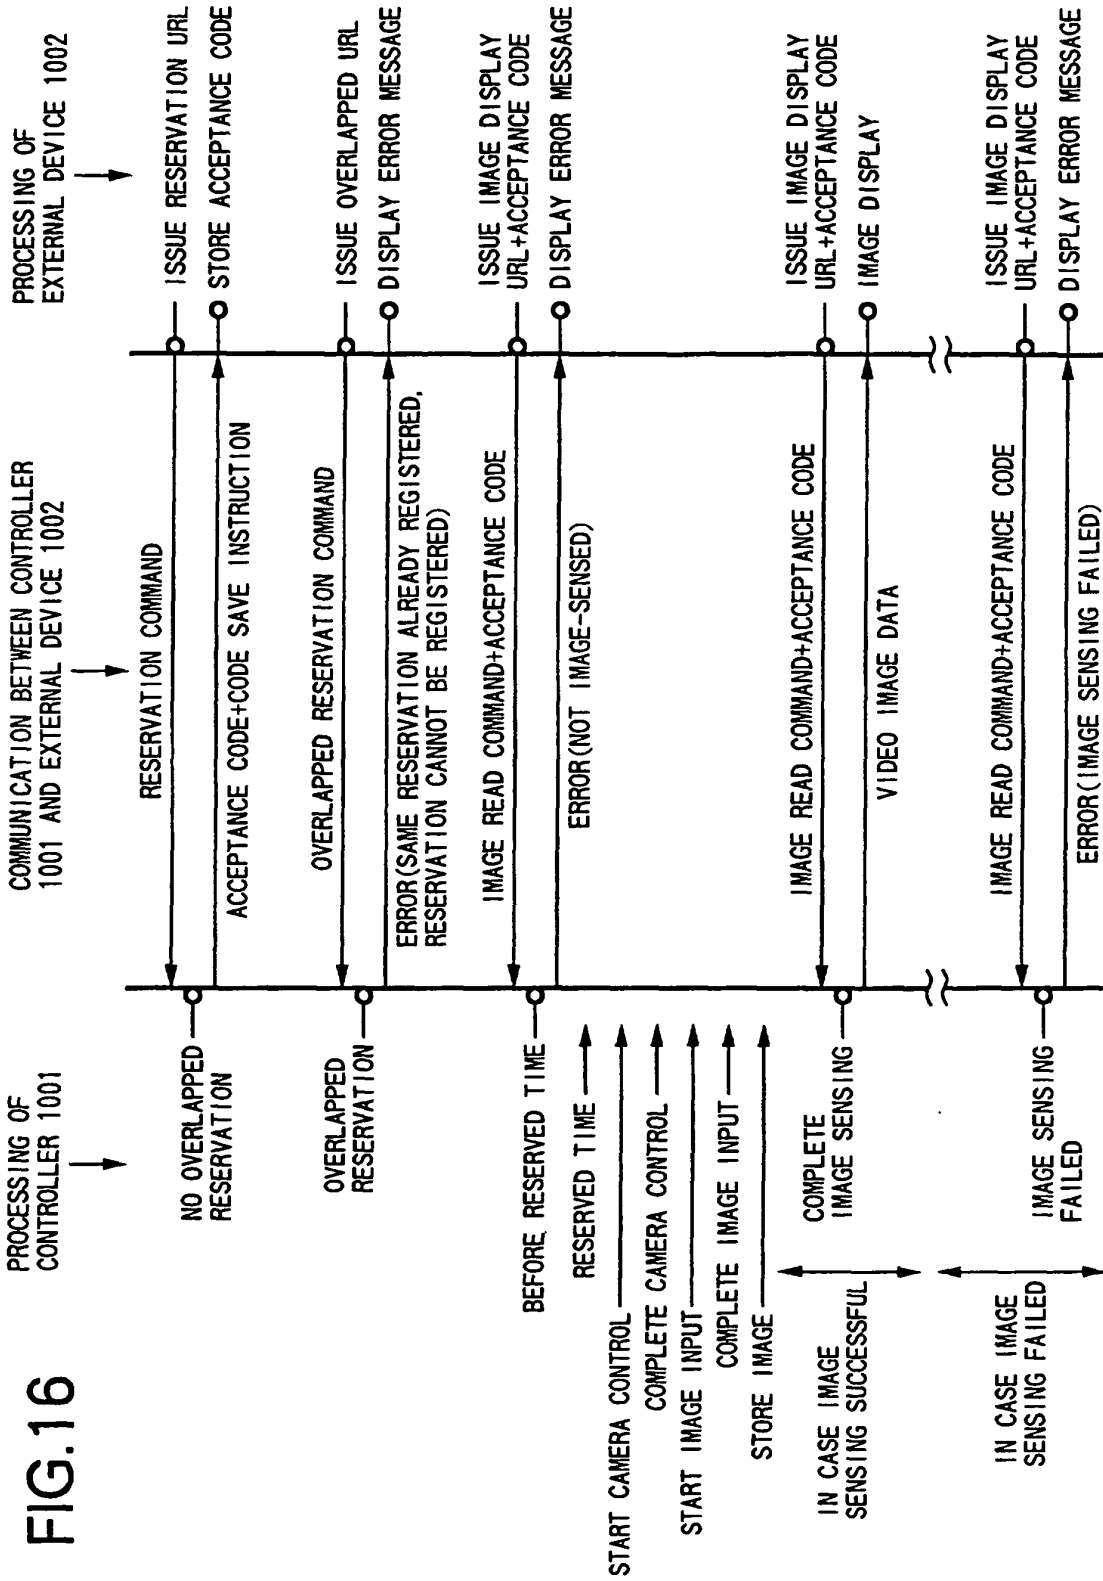 FIG.16
PROCESSING OF
CONTROLLER 1001
COMMUNICATION BETWEEN CONTROLLER
1001 AND EXTERNAL DEVICE 1002
PROCESSING OF
EXTERNAL DEVICE 1002
NO OVERLAPPED
RESERVATION
RESERVATION COMMAND
ISSUE RESERVATION URL
ACCEPTANCE CODE+CODE SAVE INSTRUCTION
STORE ACCEPTANCE CODE
OVERLAPPED
RESERVATION
OVERLAPPED RESERVATION COMMAND
ISSUE OVERLAPPED URL
ERROR(SAME RESERVATION ALREADY REGISTERED,
RESERVATION CANNOT BE REGISTERED)
DISPLAY ERROR MESSAGE
BEFORE RESERVED TIME
IMAGE READ COMMAND+ACCEPTANCE CODE
ISSUE IMAGE DISPLAY
URL+ACCEPTANCE CODE
ERROR(NOT IMAGE-SENSED)
DISPLAY ERROR MESSAGE
RESERVED TIME
START CAMERA CONTROL
COMPLETE CAMERA CONTROL
START IMAGE INPUT
COMPLETE IMAGE INPUT
STORE IMAGE
IN CASE IMAGE
SENSING SUCCESSFUL
COMPLETE
IMAGE SENSING
IMAGE READ COMMAND+ACCEPTANCE CODE
ISSUE IMAGE DISPLAY
URL+ACCEPTANCE CODE
VIDEO IMAGE DATA
IMAGE DISPLAY
IN CASE IMAGE
SENSING FAILED
IMAGE SENSING
FAILED
IMAGE READ COMMAND+ACCEPTANCE CODE
ISSUE IMAGE DISPLAY
URL+ACCEPTANCE CODE
ERROR(IMAGE SENSING FAILED)
DISPLAY ERROR MESSAGE